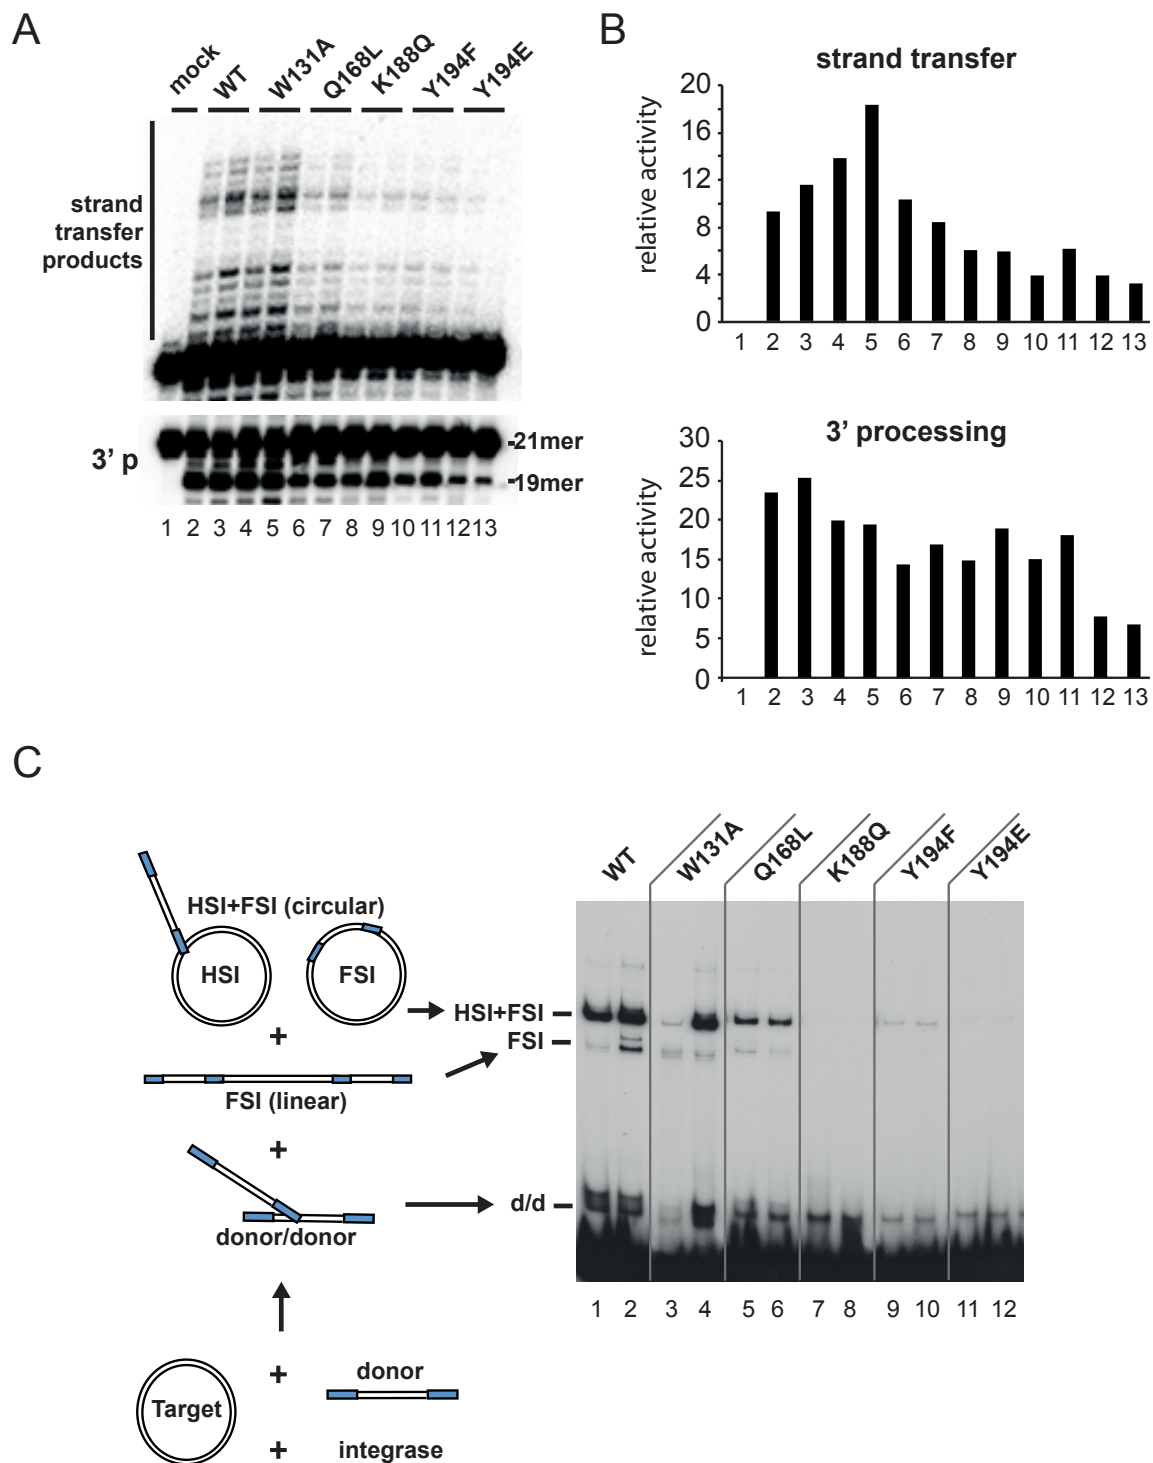 A
mock WT W131A Q168L K188Q Y194F Y194E
strand
transfer
products
3’ p
-21mer
-19mer
1 2 3 4 5 6 7 8 9 10 11 12 13
B
strand transfer
relative activity
20
16
12
8
4
0
1 2 3 4 5 6 7 8 9 10 11 12 13
3’ processing
relative activity
30
25
20
15
10
5
0
1 2 3 4 5 6 7 8 9 10 11 12 13
C
HSI+FSI (circular)
HSI
FSI
+
FSI (linear)
+
donor/donor
+
donor
Target
+
integrase
WT W131A Q168L K188Q Y194F Y194E
HSI+FSI
FSI
d/d
1 2 3 4 5 6 7 8 9 10 11 12